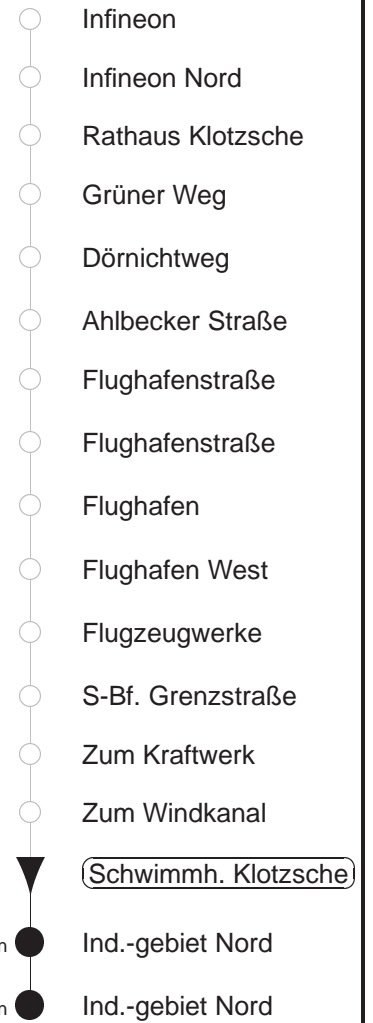 Infineon
Infineon Nord
Rathaus Klotzsche
Grüner Weg
Dörnichtweg
Ahlbecker Straße
Flughafenstraße
Flughafenstraße
Flughafen
Flughafen West
Flugzeugwerke
S-Bf. Grenzstraße
Zum Kraftwerk
Zum Windkanal
Schwimmh. Klotzsche
Ind.-gebiet Nord
Ind.-gebiet Nord